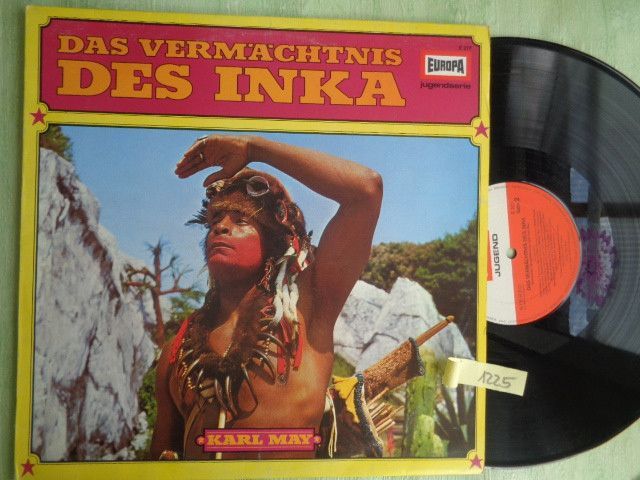 DAS VERMÄCHTNIS
DES INKA
EUROPA
jugendserie
KARL MAY
JUGEND
1225